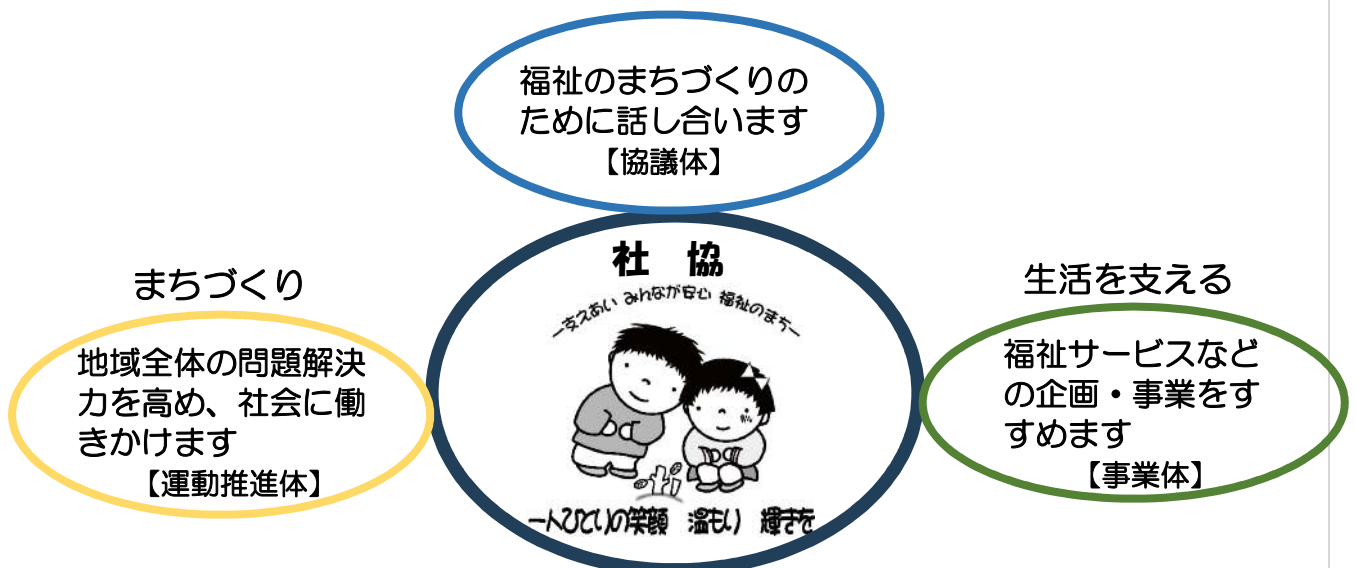 福祉のまちづくりの
ために話し合います
【協議体】
社 協
―支えあい みんなが安心 福祉のまち―
一人ひとりの笑顔 温もり 輝きを
まちづくり
地域全体の問題解決
力を高め、社会に働
きかけます
【運動推進体】
生活を支える
福祉サービスなど
の企画・事業をす
すめます
【事業体】